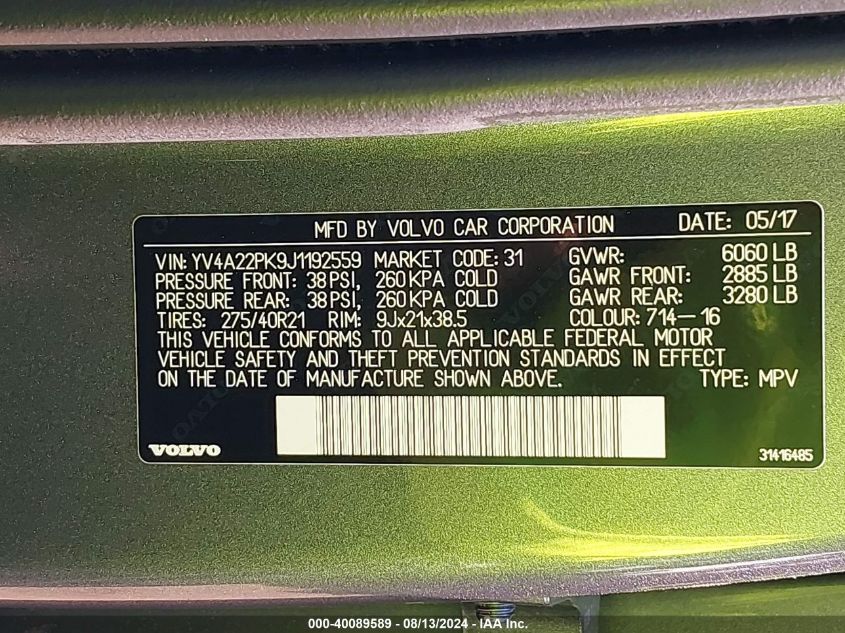 MFD BY VOLVO CAR CORPORATION DATE: 05/17
VIN: YV4A22PK9J1192559 MARKET CODE: 31 GVWR: 6060 LB
PRESSURE FRONT: 38 PSI, 260 KPA COLD GAWR FRONT: 2885 LB
PRESSURE REAR: 38 PSI, 260 KPA COLD GAWR REAR: 3280 LB
TIRES: 275/40R21 RIM: 9Jx21x38.5 COLOUR: 714-16
THIS VEHICLE CONFORMS TO ALL APPLICABLE FEDERAL MOTOR
VEHICLE SAFETY AND THEFT PREVENTION STANDARDS IN EFFECT
ON THE DATE OF MANUFACTURE SHOWN ABOVE. TYPE: MPV
VOLVO 31416485
000-40089589 - 08/13/2024 - IAA Inc.